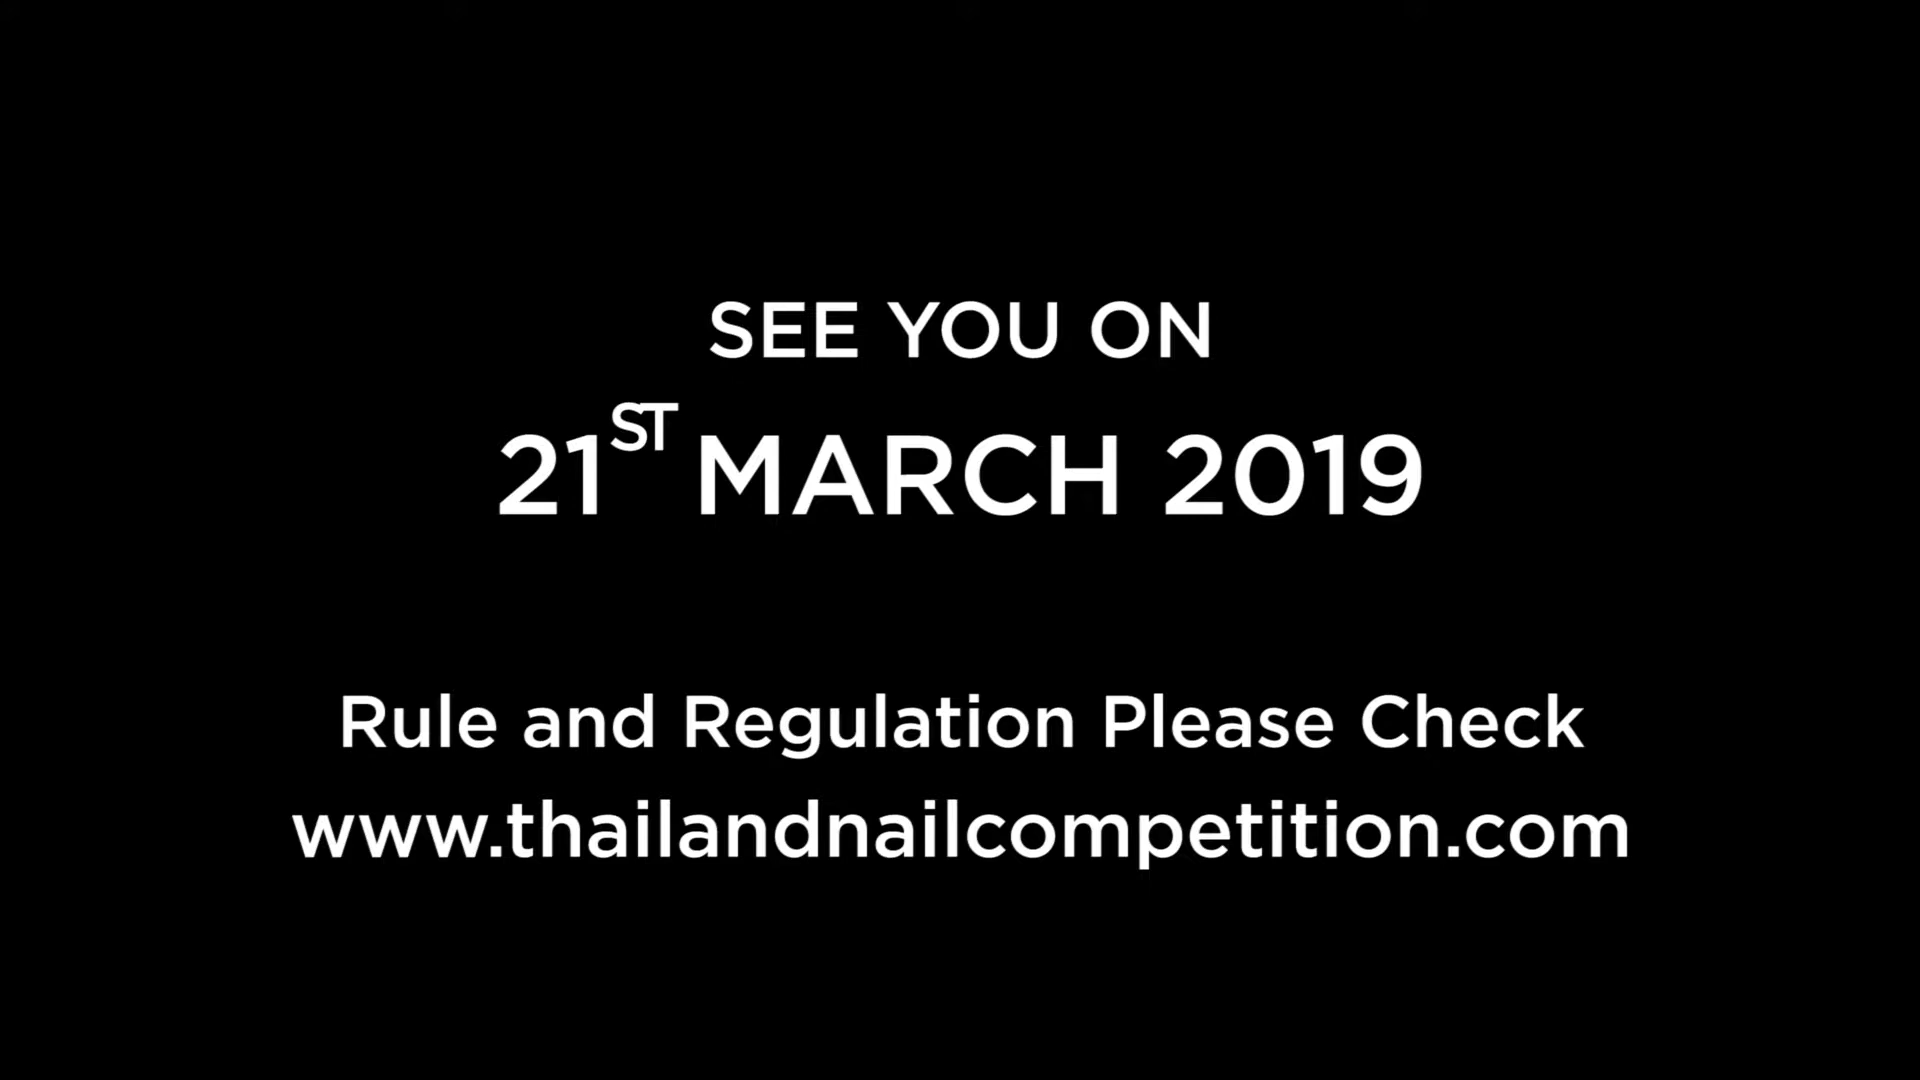 SEE YOU ON
21ST MARCH 2019
Rule and Regulation Please Check
www.thailandnailcompetition.com